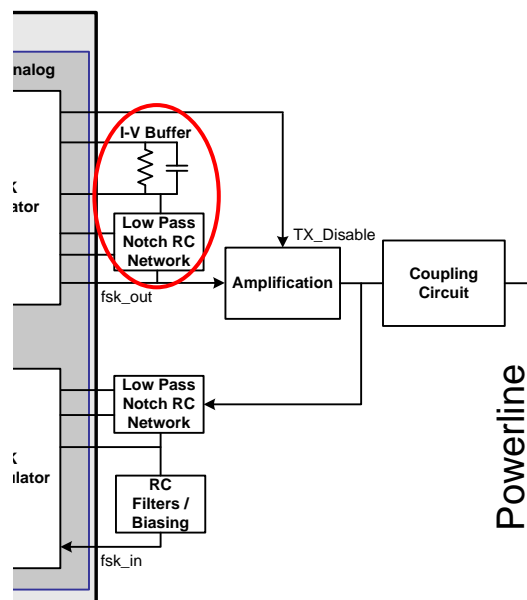 nalog
I-V Buffer
K
ator
Low Pass
Notch RC
Network
TX_Disable
fsk_out
Amplification
Coupling
Circuit
Low Pass
Notch RC
Network
K
ulator
RC
Filters /
Biasing
fsk_in
Powerline